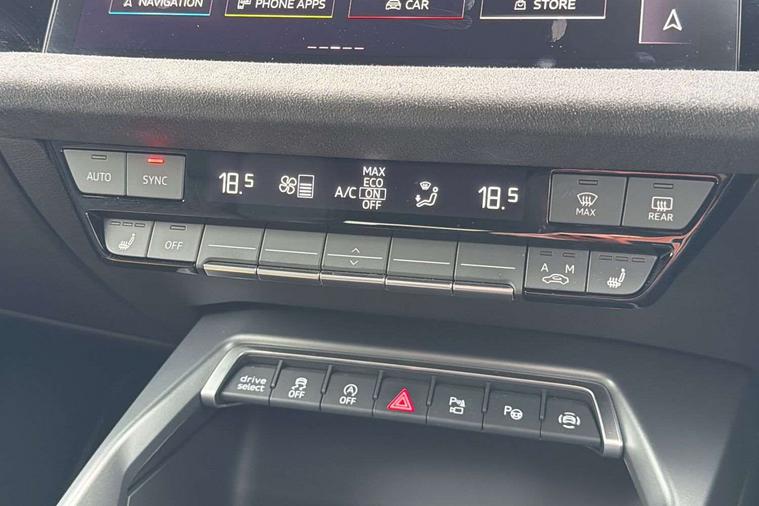 NAVIGATION
PHONE APPS
CAR
STORE
AUTO
SYNC
18.5
A/C
MAX
ECO
ON
OFF
18.5
MAX
REAR
OFF
A M
drive
select
OFF
A
OFF
P
P